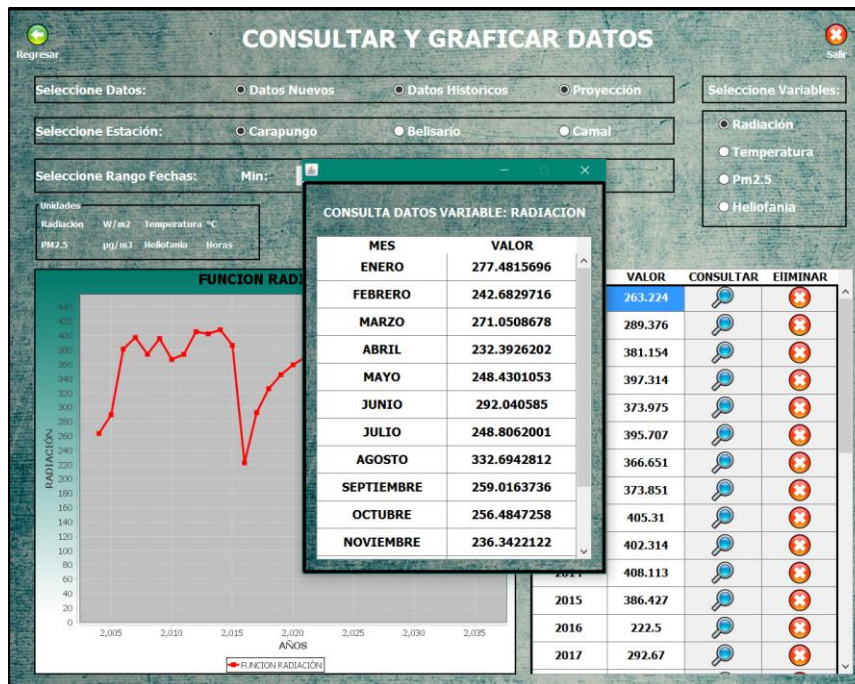 CONSULTAR Y GRAFICAR DATOS
Regresar
Salir
Seleccione Datos: Datos Nuevos Datos Historicos Proyección
Seleccione Variables:
Seleccione Estación: Carapungo Belisario Camal
Radiación
Temperatura
Pm2.5
Heliofania
Seleccione Rango Fechas: Min:
Unidades
Radiación W/m2 Temperatura ºC
PM2.5 µg/m3 Heliofania Horas
CONSULTA DATOS VARIABLE: RADIACION
MES VALOR
ENERO 277.4815696
FEBRERO 242.6829716
MARZO 271.0508678
ABRIL 232.3926202
MAYO 248.4301053
JUNIO 292.040585
JULIO 248.8062001
AGOSTO 332.6942812
SEPTIEMBRE 259.0163736
OCTUBRE 256.4847258
NOVIEMBRE 236.3422122
FUNCION RADI
RADIACIÓN
440
420
400
380
360
340
320
300
280
260
240
220
200
180
160
140
120
100
80
60
40
20
0
2,005 2,010 2,015 2,020 2,025 2,030 2,035
AÑOS
FUNCION RADIACIÓN
VALOR CONSULTAR ElIMINAR
263.224
289.376
381.154
397.314
373.975
395.707
366.651
373.851
405.31
402.314
2014 408.113
2015 386.427
2016 222.5
2017 292.67